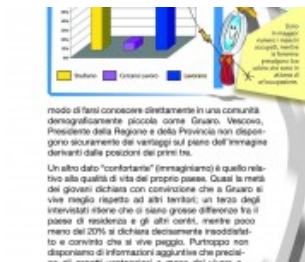 Sono
in maggior
numero i maschi
occupati, mentre
le femmine
prevalgono tra
coloro che sono in
attesa di
un'occupazione.
Studiano
Cercano Lavoro
Lavorano
modo di farsi conoscere direttamente in una comunità
demograficamente piccola come Gruaro. Vescovo,
Presidente della Regione e della Provincia non dispon-
gono sicuramente dei vantaggi sul piano dell'immagine
derivanti dalle posizioni dei primi tre.
Un altro dato "confortante" (immaginiamo) è quello rela-
tivo alla qualità di vita del proprio paese. Quasi la metà
dei giovani dichiara con convinzione che a Gruaro si
vive meglio rispetto ad altri territori; un terzo degli
intervistati ritiene che ci siano grosse differenze fra il
paese di residenza e gli altri centri, mentre poco
meno del 20% si dichiara decisamente insoddisfat-
to e convinto che si vive peggio. Purtroppo non
disponiamo di informazioni aggiuntive che precisi-